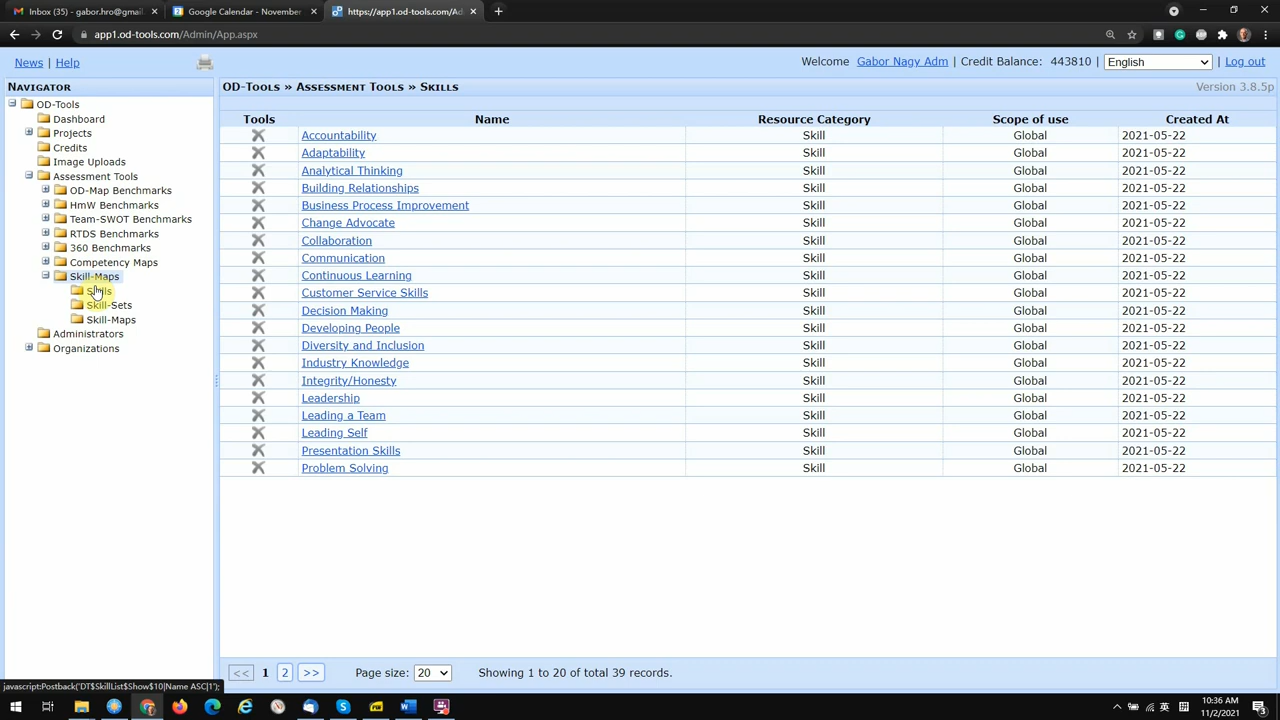 Inbox (35) - gabor.hro@gmail
Google Calendar - November
https://app1.od-tools.com/Ad
app1.od-tools.com/Admin/App.aspx
News | Help
Welcome Gabor Nagy Adm | Credit Balance: 443810 | English | Log out
NAVIGATOR
OD-TOOLS » ASSESSMENT TOOLS » SKILLS
Version 3.8.5p
OD-Tools
Dashboard
Projects
Credits
Image Uploads
Assessment Tools
OD-Map Benchmarks
HmW Benchmarks
Team-SWOT Benchmarks
RTDS Benchmarks
360 Benchmarks
Competency Maps
Skill-Maps
Skills
Skill-Sets
Skill-Maps
Administrators
Organizations
Tools Name Resource Category Scope of use Created At
Accountability Skill Global 2021-05-22
Adaptability Skill Global 2021-05-22
Analytical Thinking Skill Global 2021-05-22
Building Relationships Skill Global 2021-05-22
Business Process Improvement Skill Global 2021-05-22
Change Advocate Skill Global 2021-05-22
Collaboration Skill Global 2021-05-22
Communication Skill Global 2021-05-22
Continuous Learning Skill Global 2021-05-22
Customer Service Skills Skill Global 2021-05-22
Decision Making Skill Global 2021-05-22
Developing People Skill Global 2021-05-22
Diversity and Inclusion Skill Global 2021-05-22
Industry Knowledge Skill Global 2021-05-22
Integrity/Honesty Skill Global 2021-05-22
Leadership Skill Global 2021-05-22
Leading a Team Skill Global 2021-05-22
Leading Self Skill Global 2021-05-22
Presentation Skills Skill Global 2021-05-22
Problem Solving Skill Global 2021-05-22
<< 1 2 >> Page size: 20 Showing 1 to 20 of total 39 records.
javascript:Postback('DT$SkillList$Show$10|Name ASC|1');
10:36 AM
11/2/2021